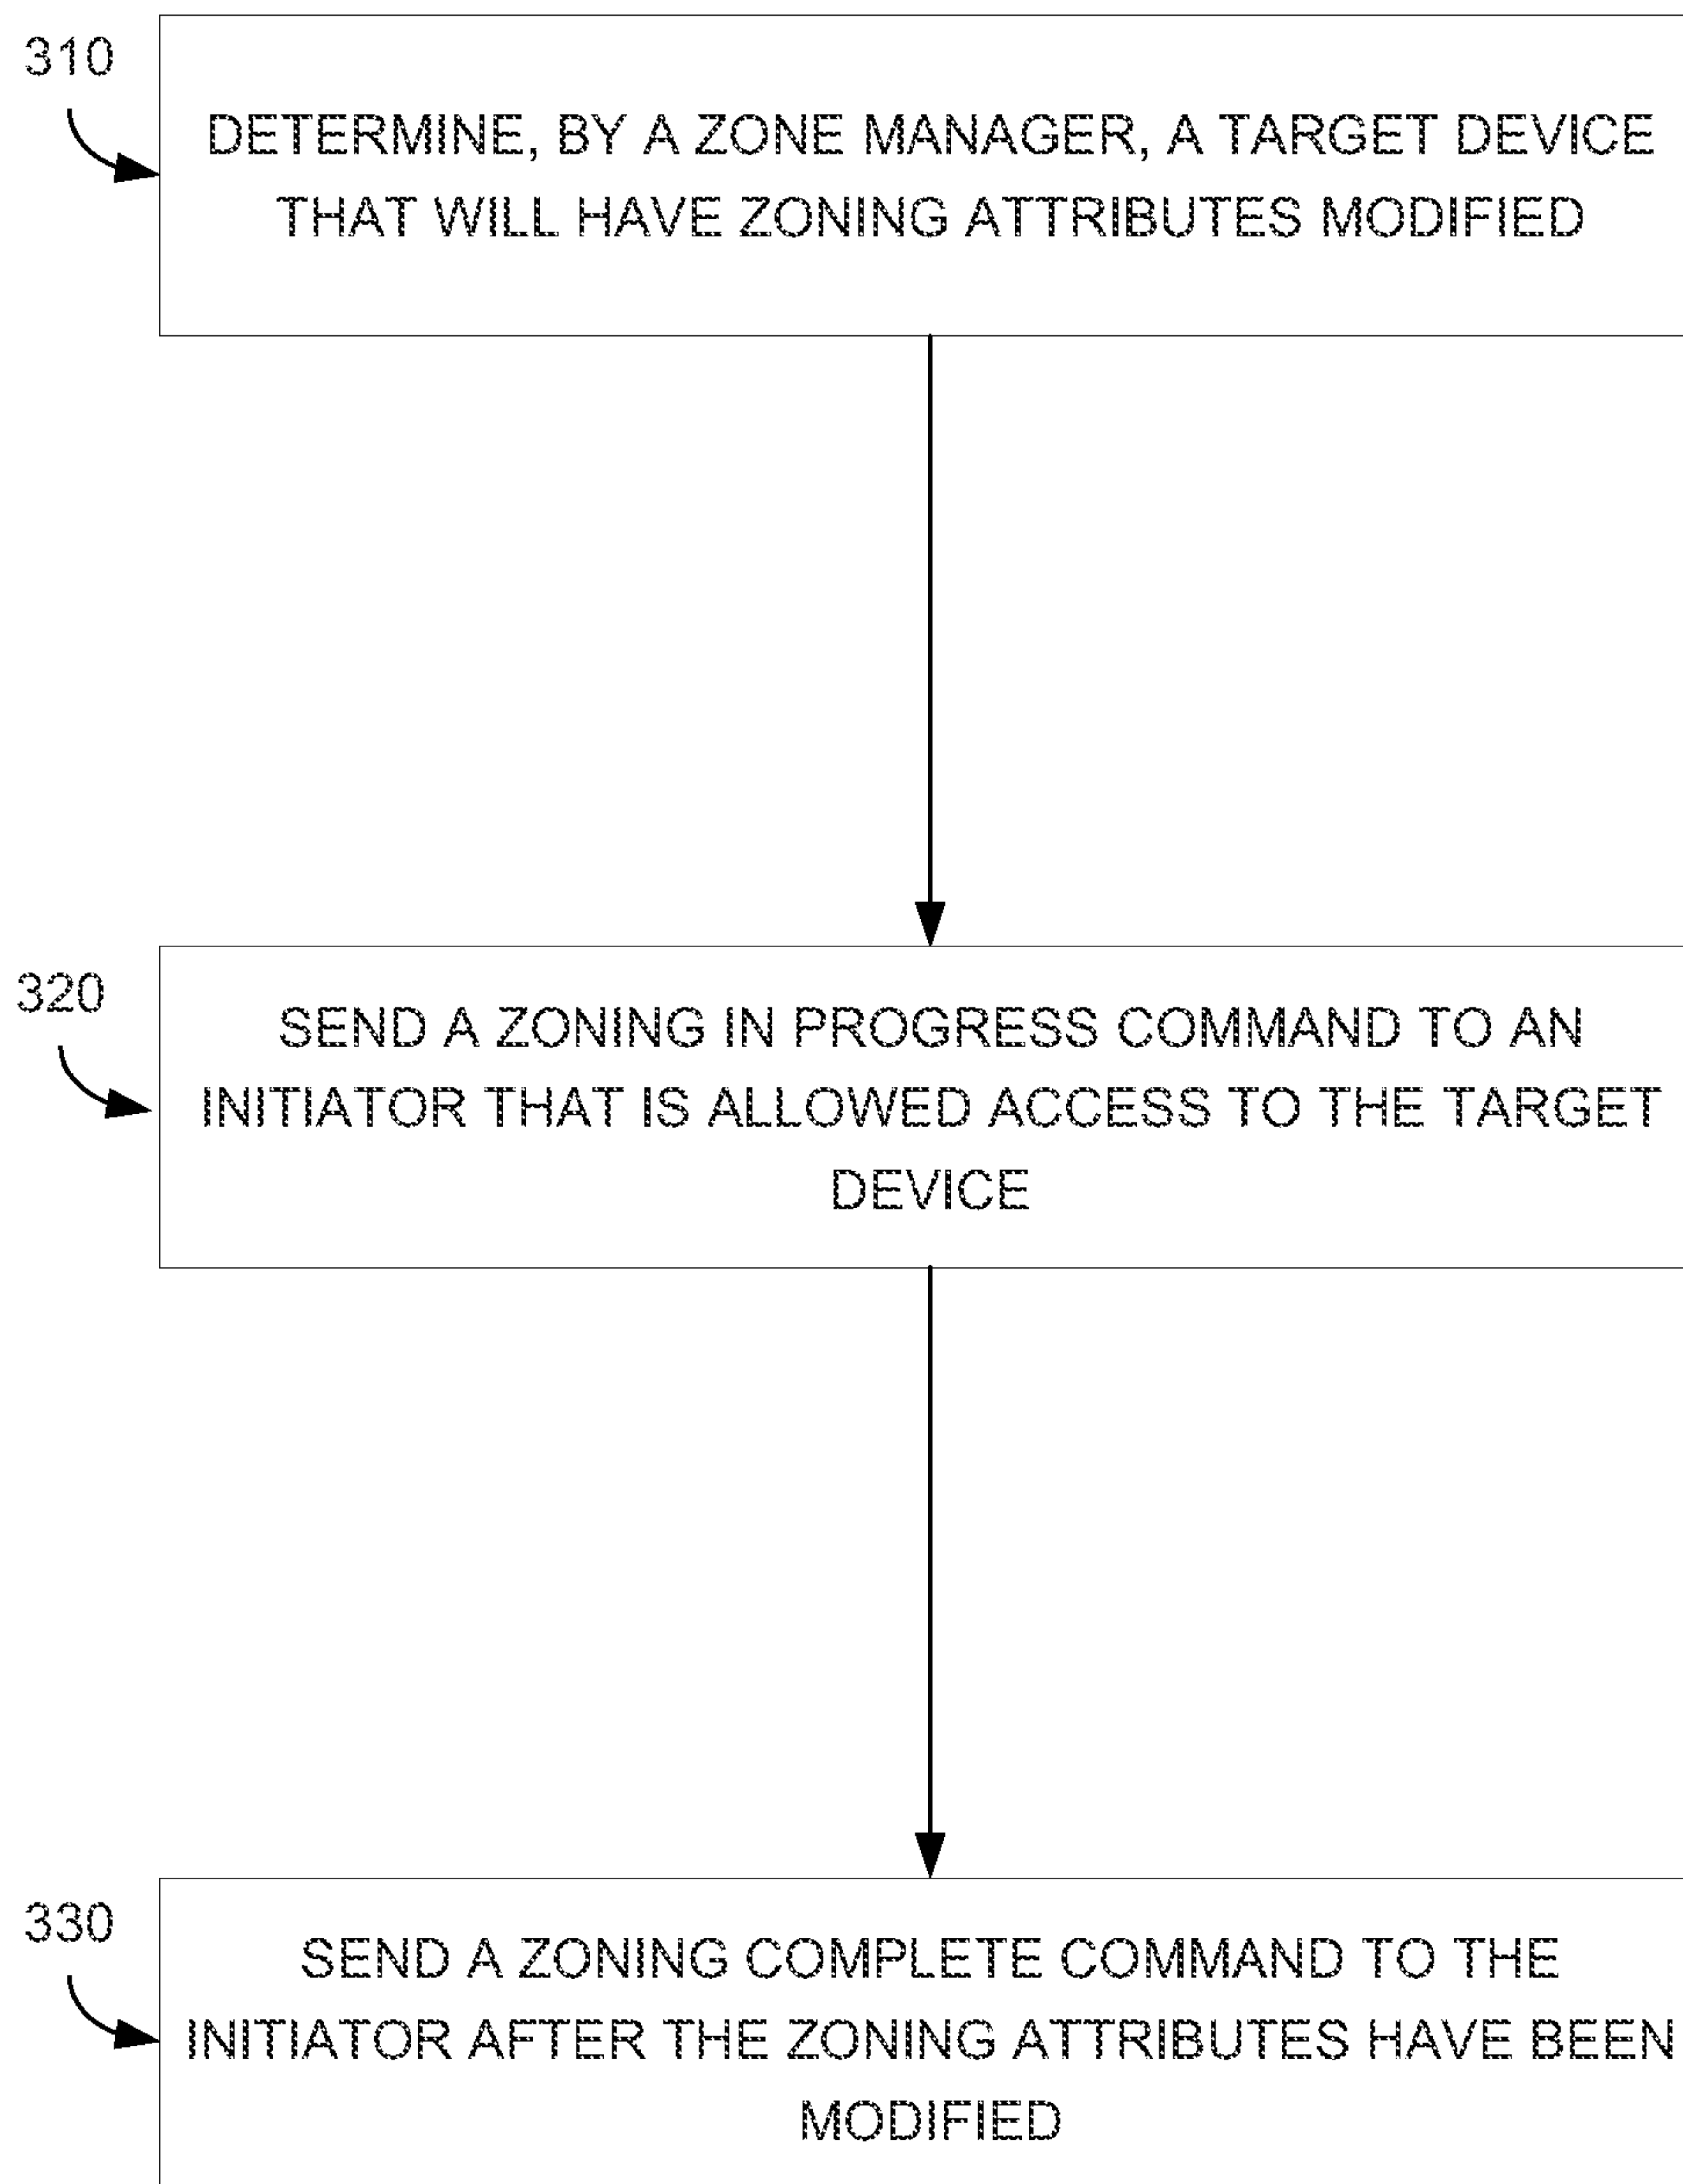 310
DETERMINE, BY A ZONE MANAGER, A TARGET DEVICE
THAT WILL HAVE ZONING ATTRIBUTES MODIFIED
320
SEND A ZONING IN PROGRESS COMMAND TO AN
INITIATOR THAT IS ALLOWED ACCESS TO THE TARGET
DEVICE
330
SEND A ZONING COMPLETE COMMAND TO THE
INITIATOR AFTER THE ZONING ATTRIBUTES HAVE BEEN
MODIFIED